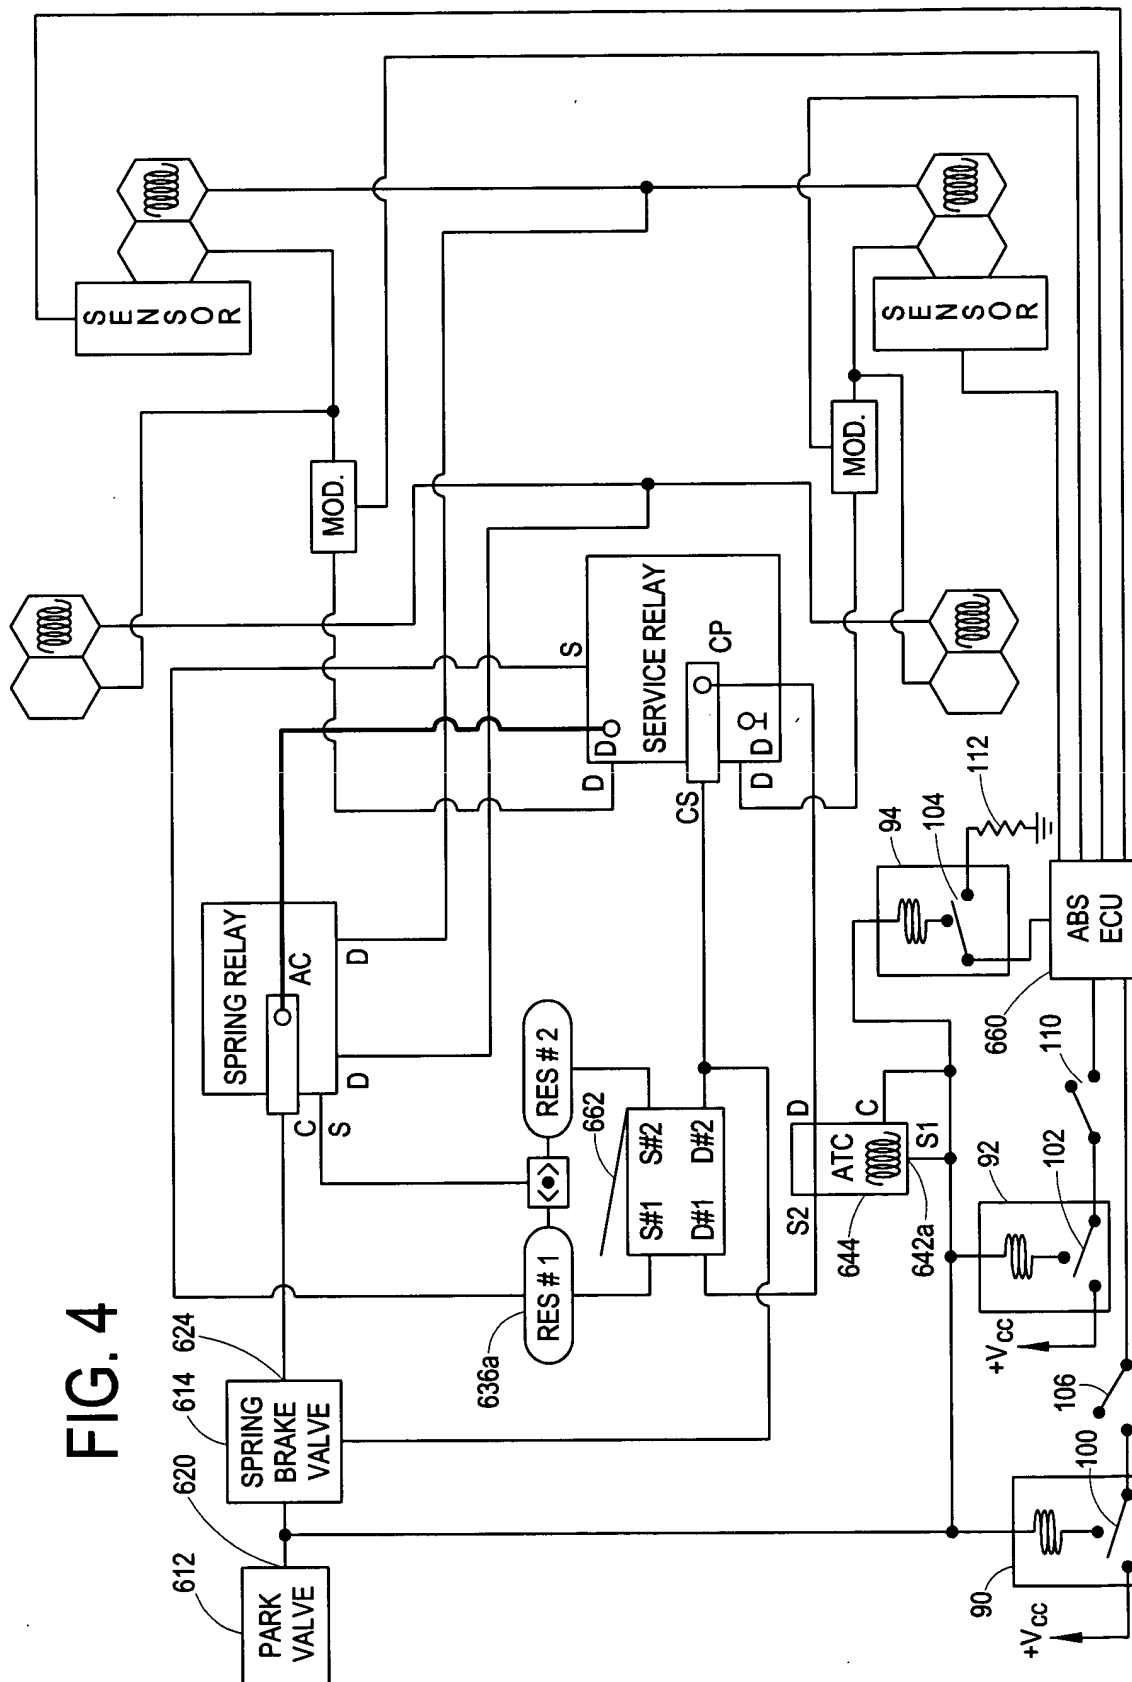 FIG. 4
612
PARK
VALVE
620
614
SPRING
BRAKE
VALVE
624
SPRING RELAY
AC
C
S
D
D
RES # 1
RES # 2
636a
662
S#1
S#2
D#1
D#2
S2
D
ATC
C
S1
644
642a
SERVICE RELAY
S
D
D
CP
CS
D
D
MOD.
MOD.
SENSOR
SENSOR
94
104
112
660
ABS
ECU
110
92
102
+VCC
106
100
90
+VCC